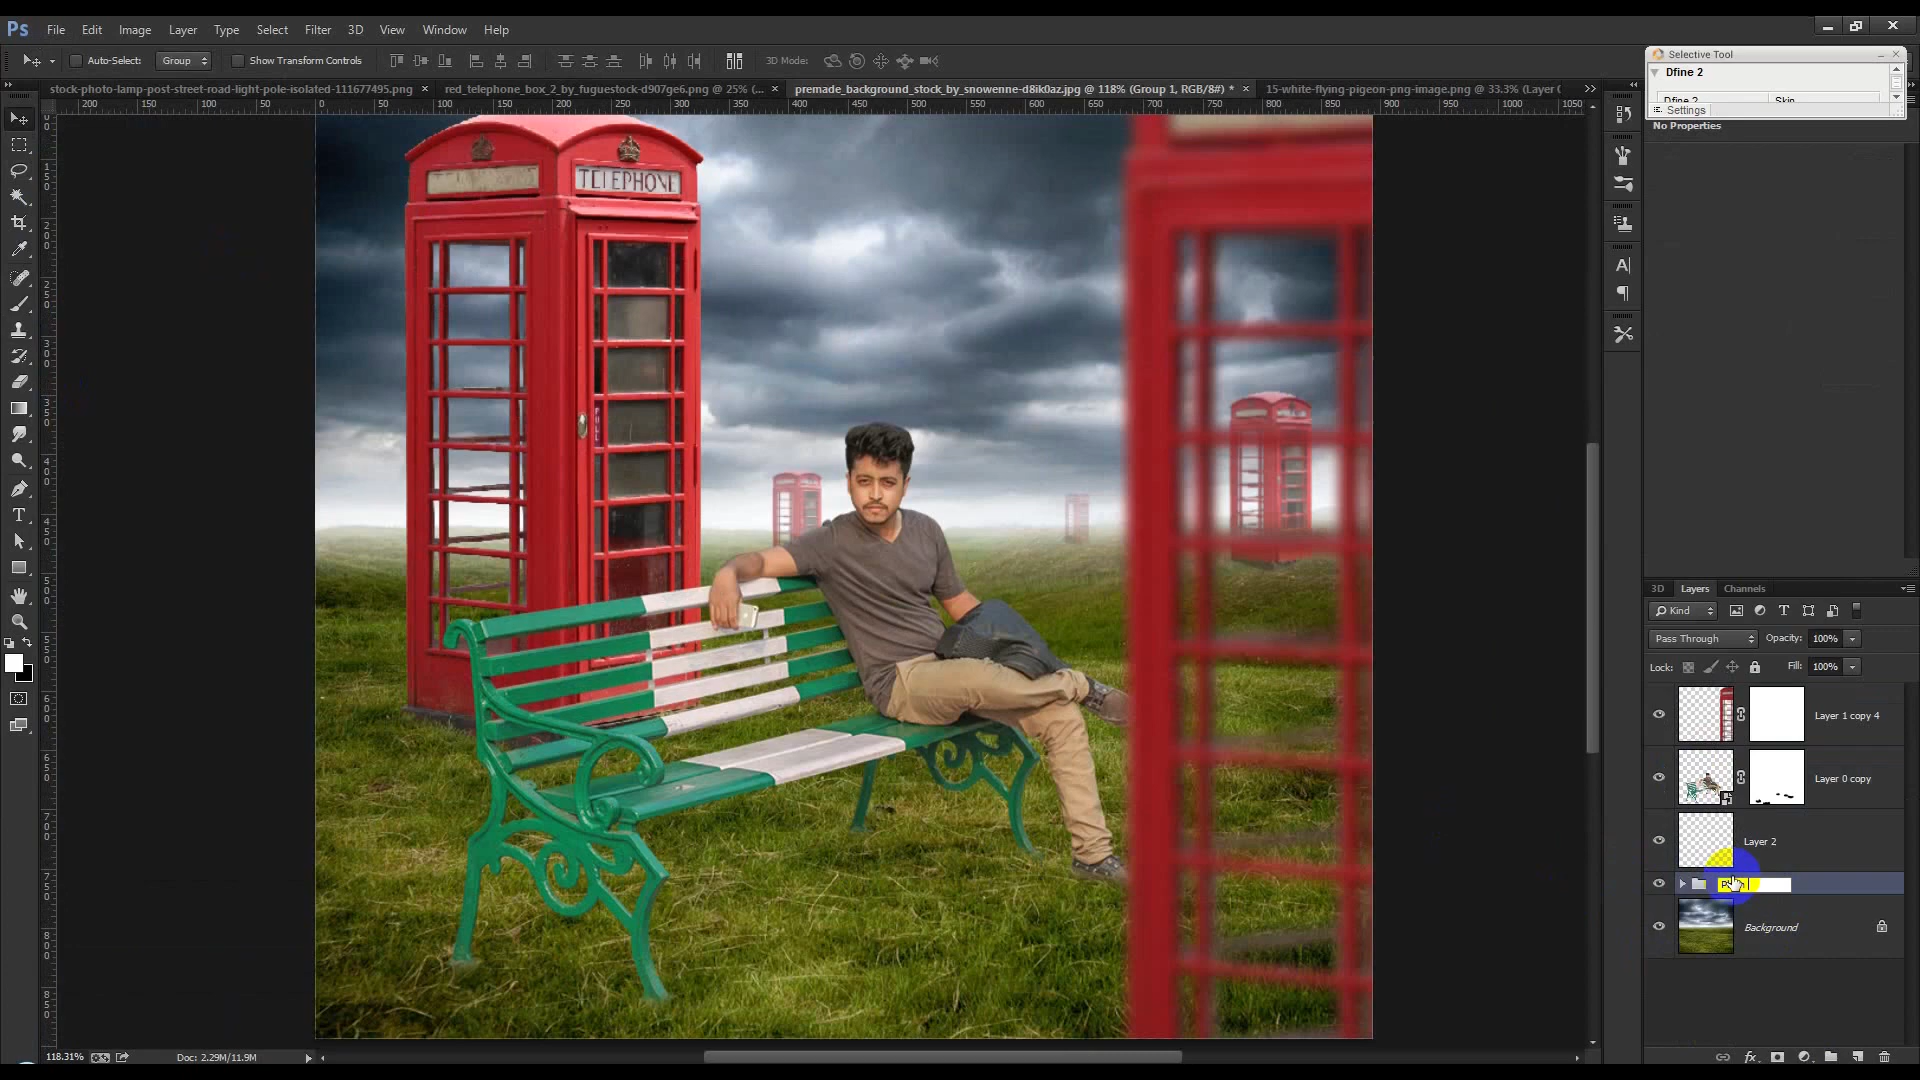 Ps File Edit Image Layer Type Select Filter 3D View Window Help
Auto-Select: Group Show Transform Controls 3D Mode:
Selective Tool
Dfine 2
Dfine 2 Skin
Settings
No Properties
stock-photo-lamp-post-street-road-light-pole-isolated-111677495.png × red_telephone_box_2_by_fuguestock-d907ge6.png @ 25% (... × premade_background_stock_by_snowenne-d8ik0az.jpg @ 118% (Group 1, RGB/8#) * × 15-white-flying-pigeon-png-image.png @ 33.3% (Layer
200 150 100 50 0 50 100 150 200 250 300 350 400 450 500 550 600 650 700 750 800 850 900 950 1000 1050
TELEPHONE
3D Layers Channels
Kind
Pass Through Opacity: 100%
Lock: Fill: 100%
Layer 1 copy 4
Layer 0 copy
Layer 2
Background
118.31% Doc: 2.29M/11.9M